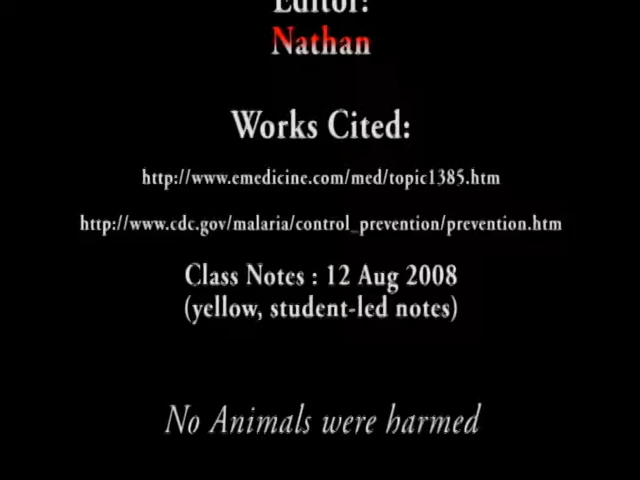 Editor:
Nathan
Works Cited:
http://www.emedicine.com/med/topic1385.htm
http://www.cdc.gov/malaria/control_prevention/prevention.htm
Class Notes : 12 Aug 2008
(yellow, student-led notes)
No Animals were harmed